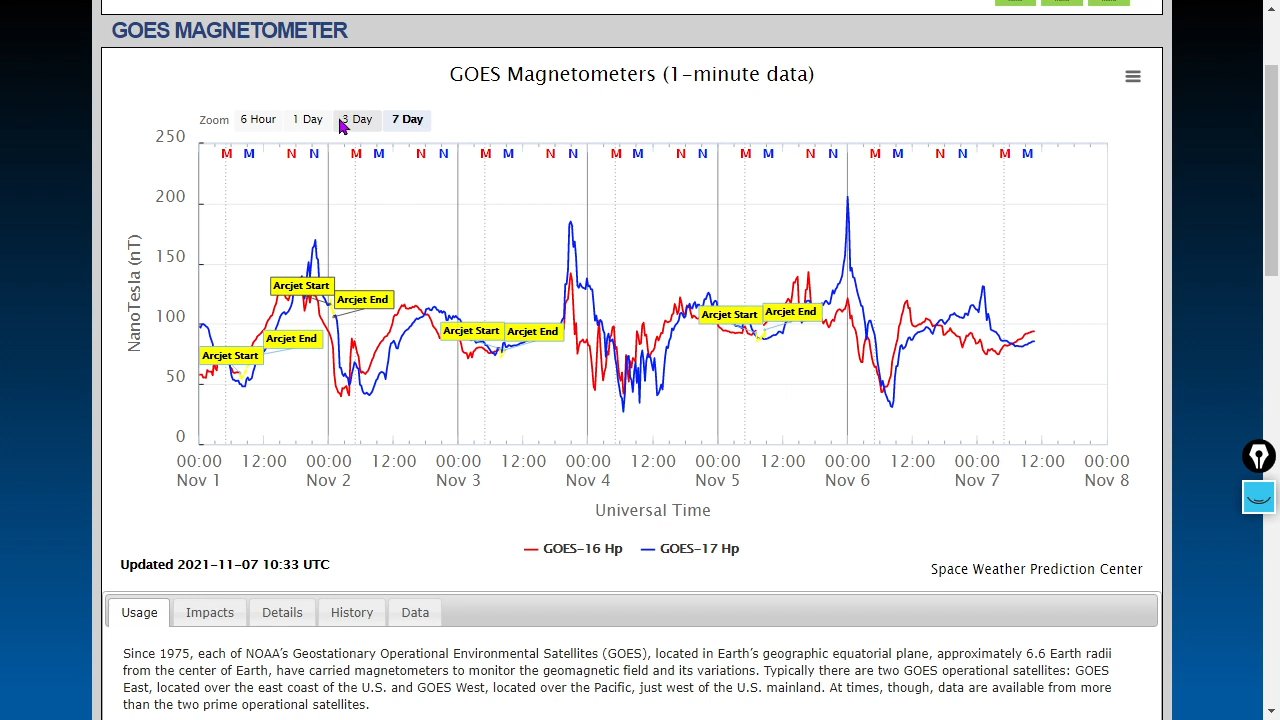 GOES MAGNETOMETER
GOES Magnetometers (1-minute data)
Zoom 6 Hour 1 Day 3 Day 7 Day
M M N N M M N N M M N N M M N N M M N N M M N N M M
250
200
150
100
50
0
NanoTesla (nT)
Arcjet Start
Arcjet End
Arcjet Start
Arcjet End
Arcjet Start
Arcjet End
Arcjet Start
Arcjet End
00:00 12:00 00:00 12:00 00:00 12:00 00:00 12:00 00:00 12:00 00:00 12:00 00:00 12:00 00:00
Nov 1 Nov 2 Nov 3 Nov 4 Nov 5 Nov 6 Nov 7 Nov 8
Universal Time
GOES-16 Hp GOES-17 Hp
Updated 2021-11-07 10:33 UTC
Space Weather Prediction Center
Usage Impacts Details History Data
Since 1975, each of NOAA's Geostationary Operational Environmental Satellites (GOES), located in Earth's geographic equatorial plane, approximately 6.6 Earth radii
from the center of Earth, have carried magnetometers to monitor the geomagnetic field and its variations. Typically there are two GOES operational satellites: GOES
East, located over the east coast of the U.S. and GOES West, located over the Pacific, just west of the U.S. mainland. At times, though, data are available from more
than the two prime operational satellites.